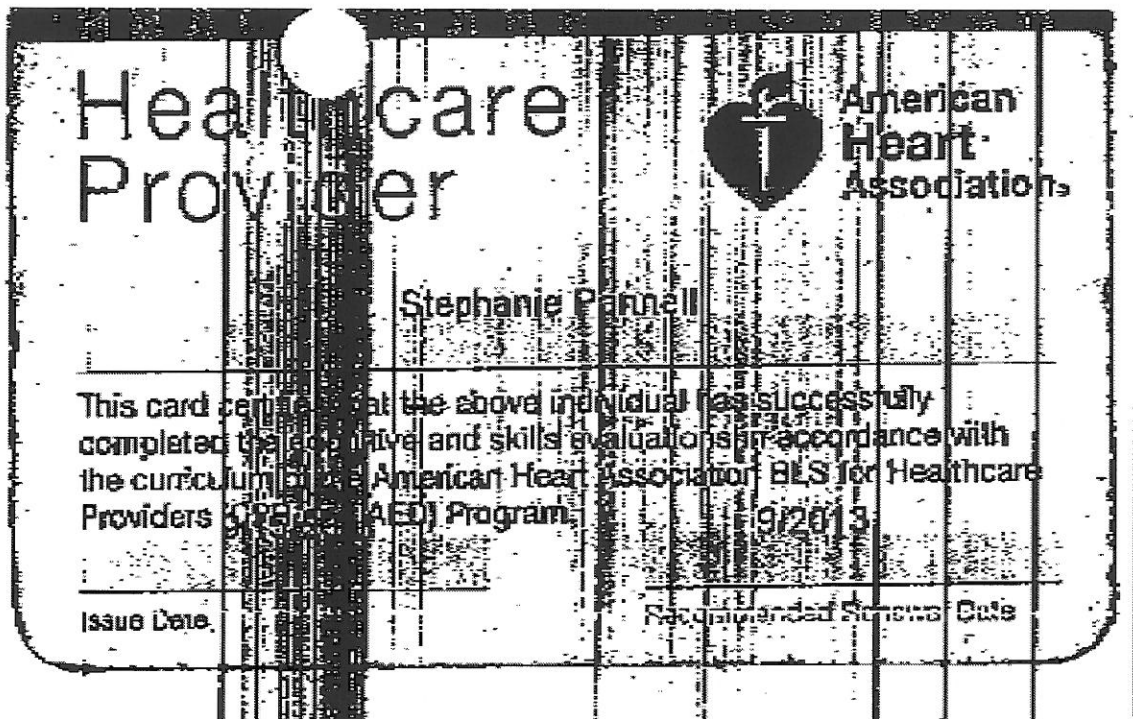 Healthcare
Provider
American
Heart
Association®
Stephanie Pannell
This card certifies that the above individual has successfully
completed the cognitive and skills evaluations in accordance with
the curriculum of the American Heart Association BLS for Healthcare
Providers (CPR and AED) Program.
9/2013
Issue Date
Recommended Renewal Date